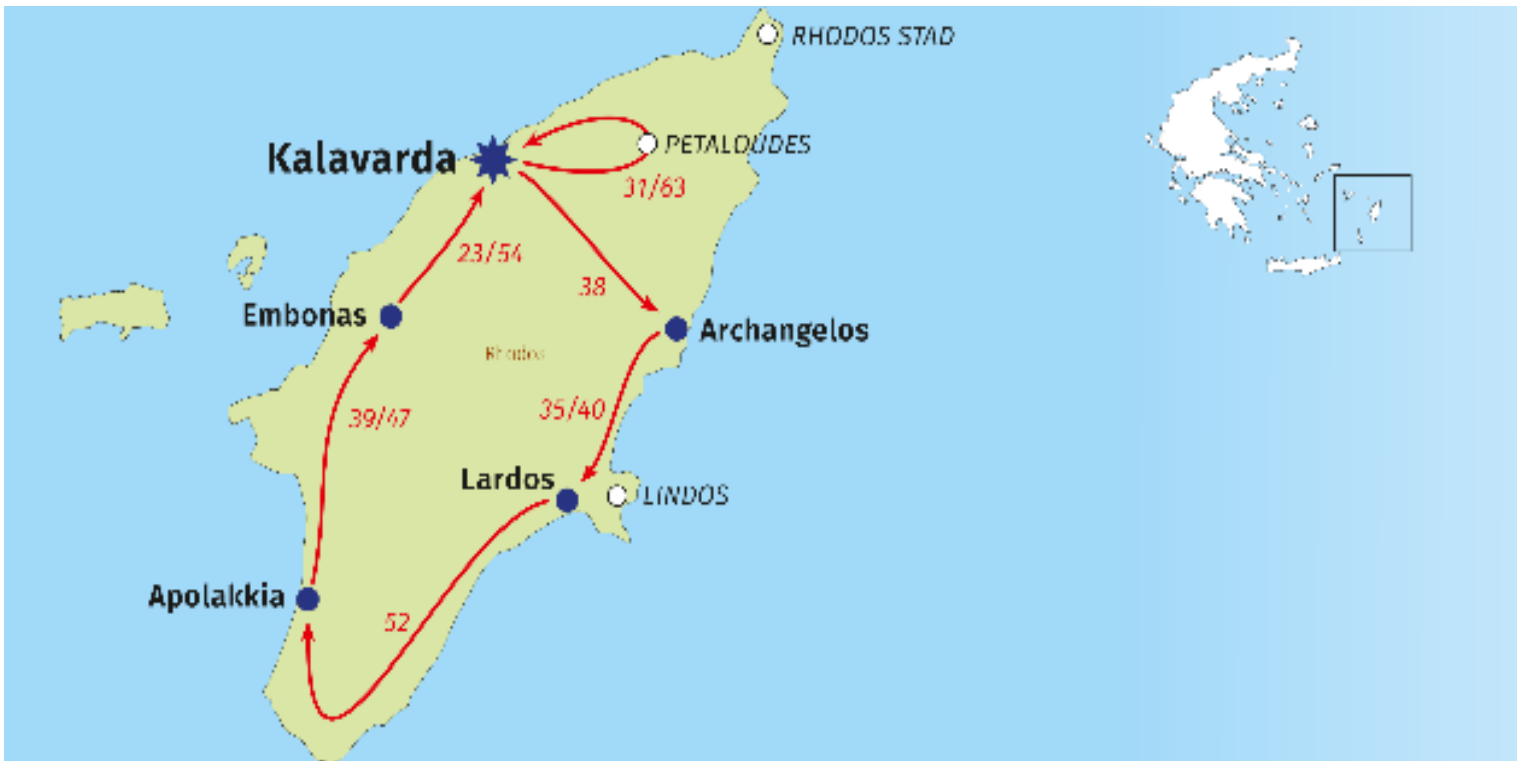 RHODOS STAD
Kalavarda
PETALOUDES
31/63
23/54
38
Embonas
Archangelos
Rhodos
39/47
35/40
Lardos
LINDOS
Apolakkia
52